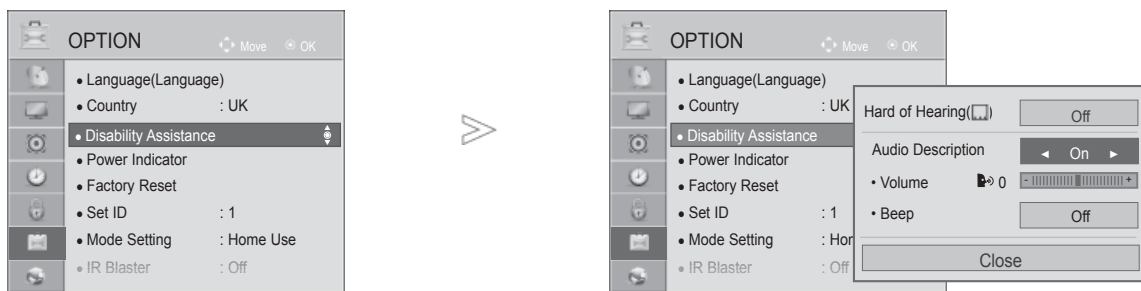 OPTION Move OK
• Language(Language)
• Country : UK
• Disability Assistance
• Power Indicator
• Factory Reset
• Set ID : 1
• Mode Setting : Home Use
• IR Blaster : Off
OPTION Move OK
• Language(Language)
• Country : UK
• Disability Assistance
• Power Indicator
• Factory Reset
• Set ID : 1
• Mode Setting : Hor
• IR Blaster : Off
Hard of Hearing( ) Off
Audio Description ◄ On ►
• Volume 0 - +
• Beep Off
Close